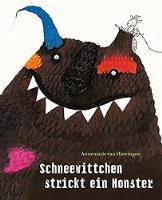 Annemarie van Haeringen
Schneewittchen
strickt ein Monster